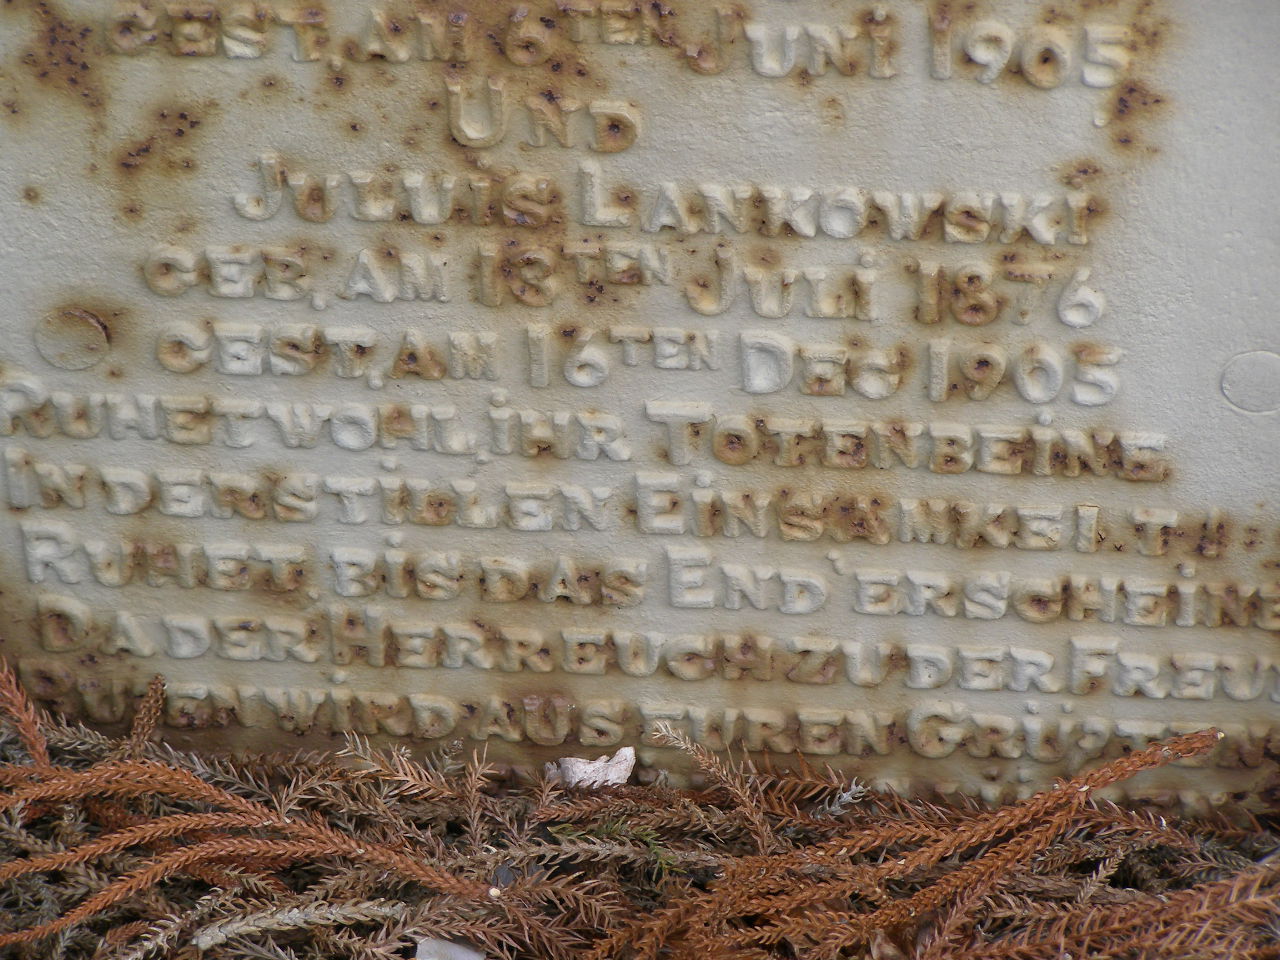 GEST, AM 6TEN JUNI 1905
UND
JULIUS LANKOWSKI
GEB, AM 13TEN JULI 1876
GEST, AM 16TEN DEC 1905
RUHET WOHL, IHR TOTENBEINE
IN DER STILLEN EINSAMKEI
RUHET, BIS DAS END' ERSCHEINE
DA DER HERR EUCH ZU DER FREU
RUFEN WIRD AUS EUREN